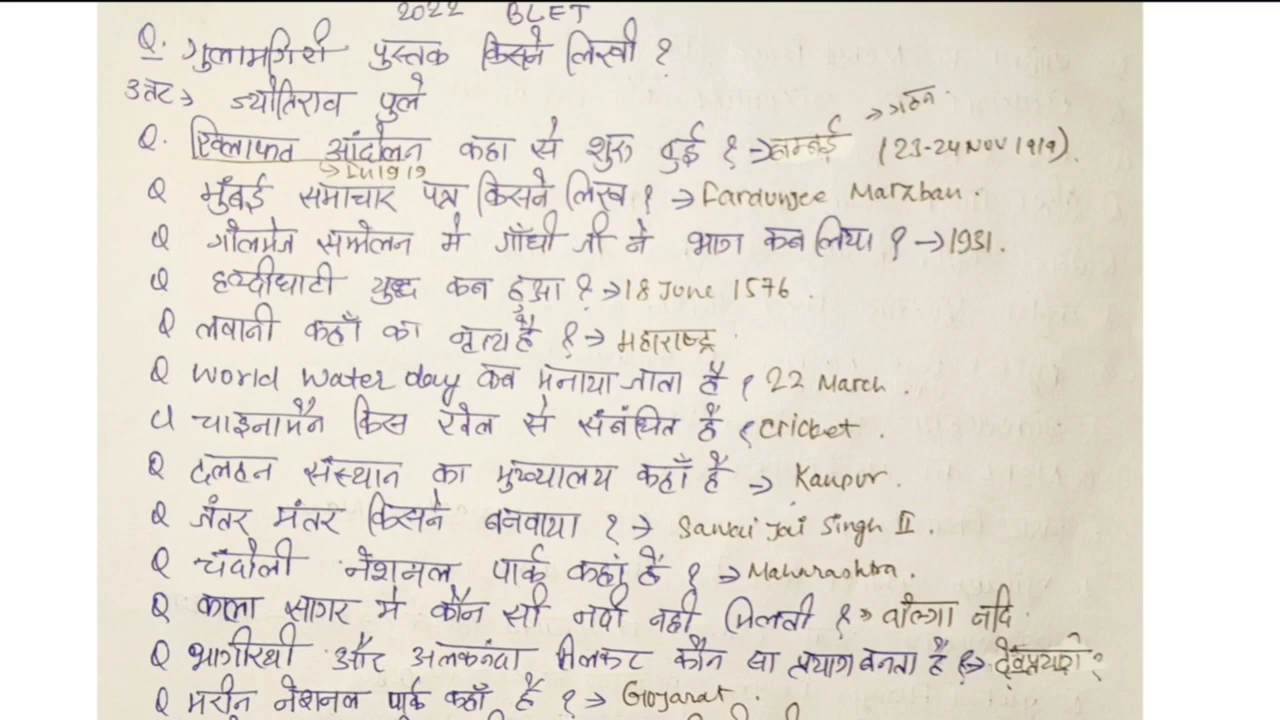 2022 BLET
Q. गुलामगिरी पुस्तक किसने लिखी ?
उत्तर → ज्योतिराव फुले
Q. खिलाफत आंदोलन कहा से शुरु हुई ? → बम्बई (23-24 NOV 1919).
→ In 1919
Q मुंबई समाचार पत्र किसने लिखा ? → Fardunjee Marzban.
Q गोलमेज सम्मेलन मे गाँधी जी ने भाग कब लिया ? → 1931.
Q हल्दीघाटी युद्ध कब हुआ ? → 18 June 1576.
Q लबानी कहाँ का नृत्य है ? → महाराष्ट्र
Q World Water day कब मनाया जाता है ? 22 March.
Q चाइनामैन किस खेल से संबंधित है ? Cricket.
Q दलहन संस्थान का मुख्यालय कहाँ है → Kanpur.
Q जंतर मंतर किसने बनवाया ? → Sawai Jai Singh II.
Q चंदोली नेशनल पार्क कहां है ? → Maharashtra.
Q काला सागर मे कौन सी नदी नही मिलती ? → वोल्गा नदि
Q भागीरथी और अलकनंदा मिलकर कौन सा प्रयाग बनता है → देवप्रयाग ?
Q मरीन नेशनल पार्क कहाँ है ? → Gujarat.